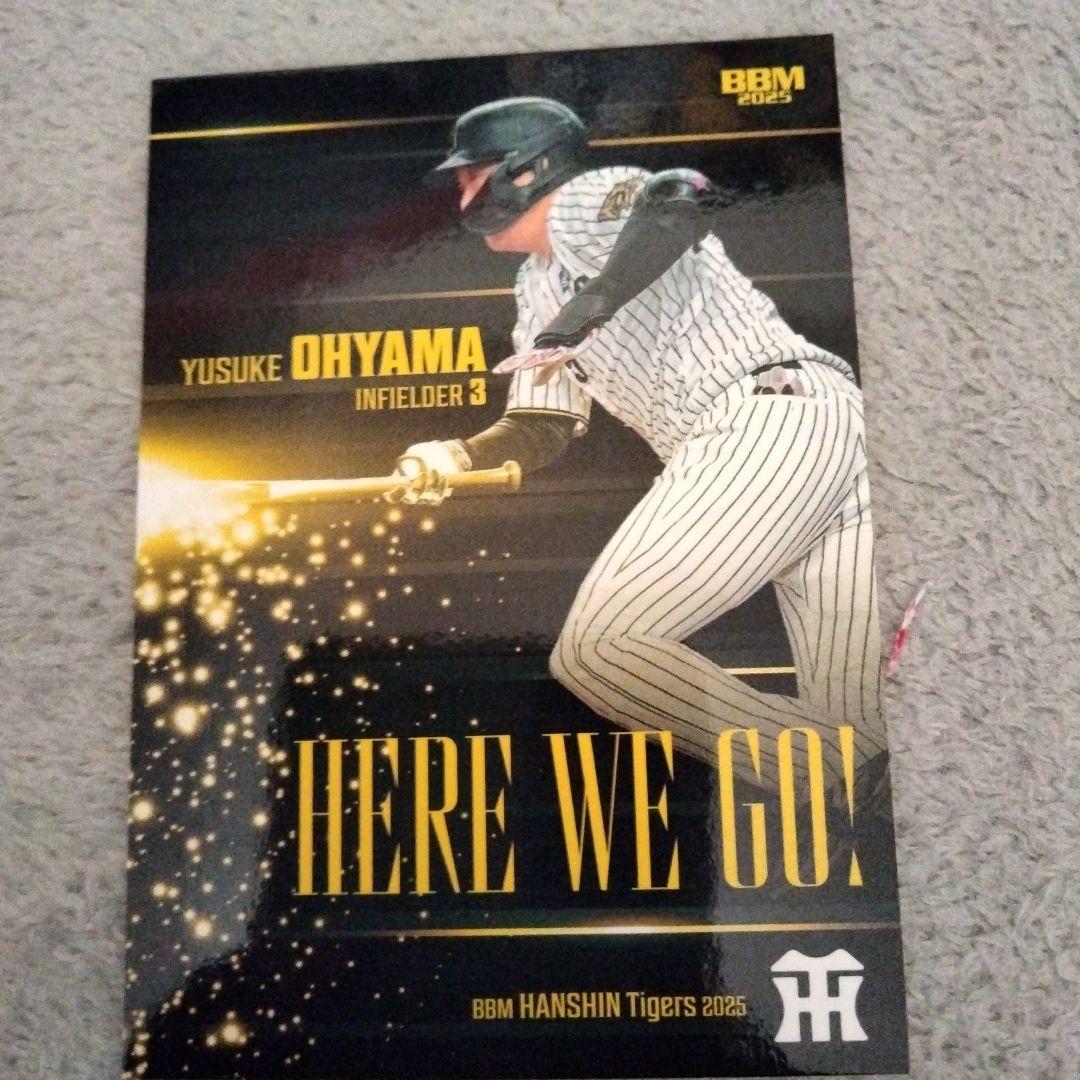 BBM
2025
YUSUKE OHYAMA
INFIELDER 3
HERE WE GO!
BBM HANSHIN Tigers 2025